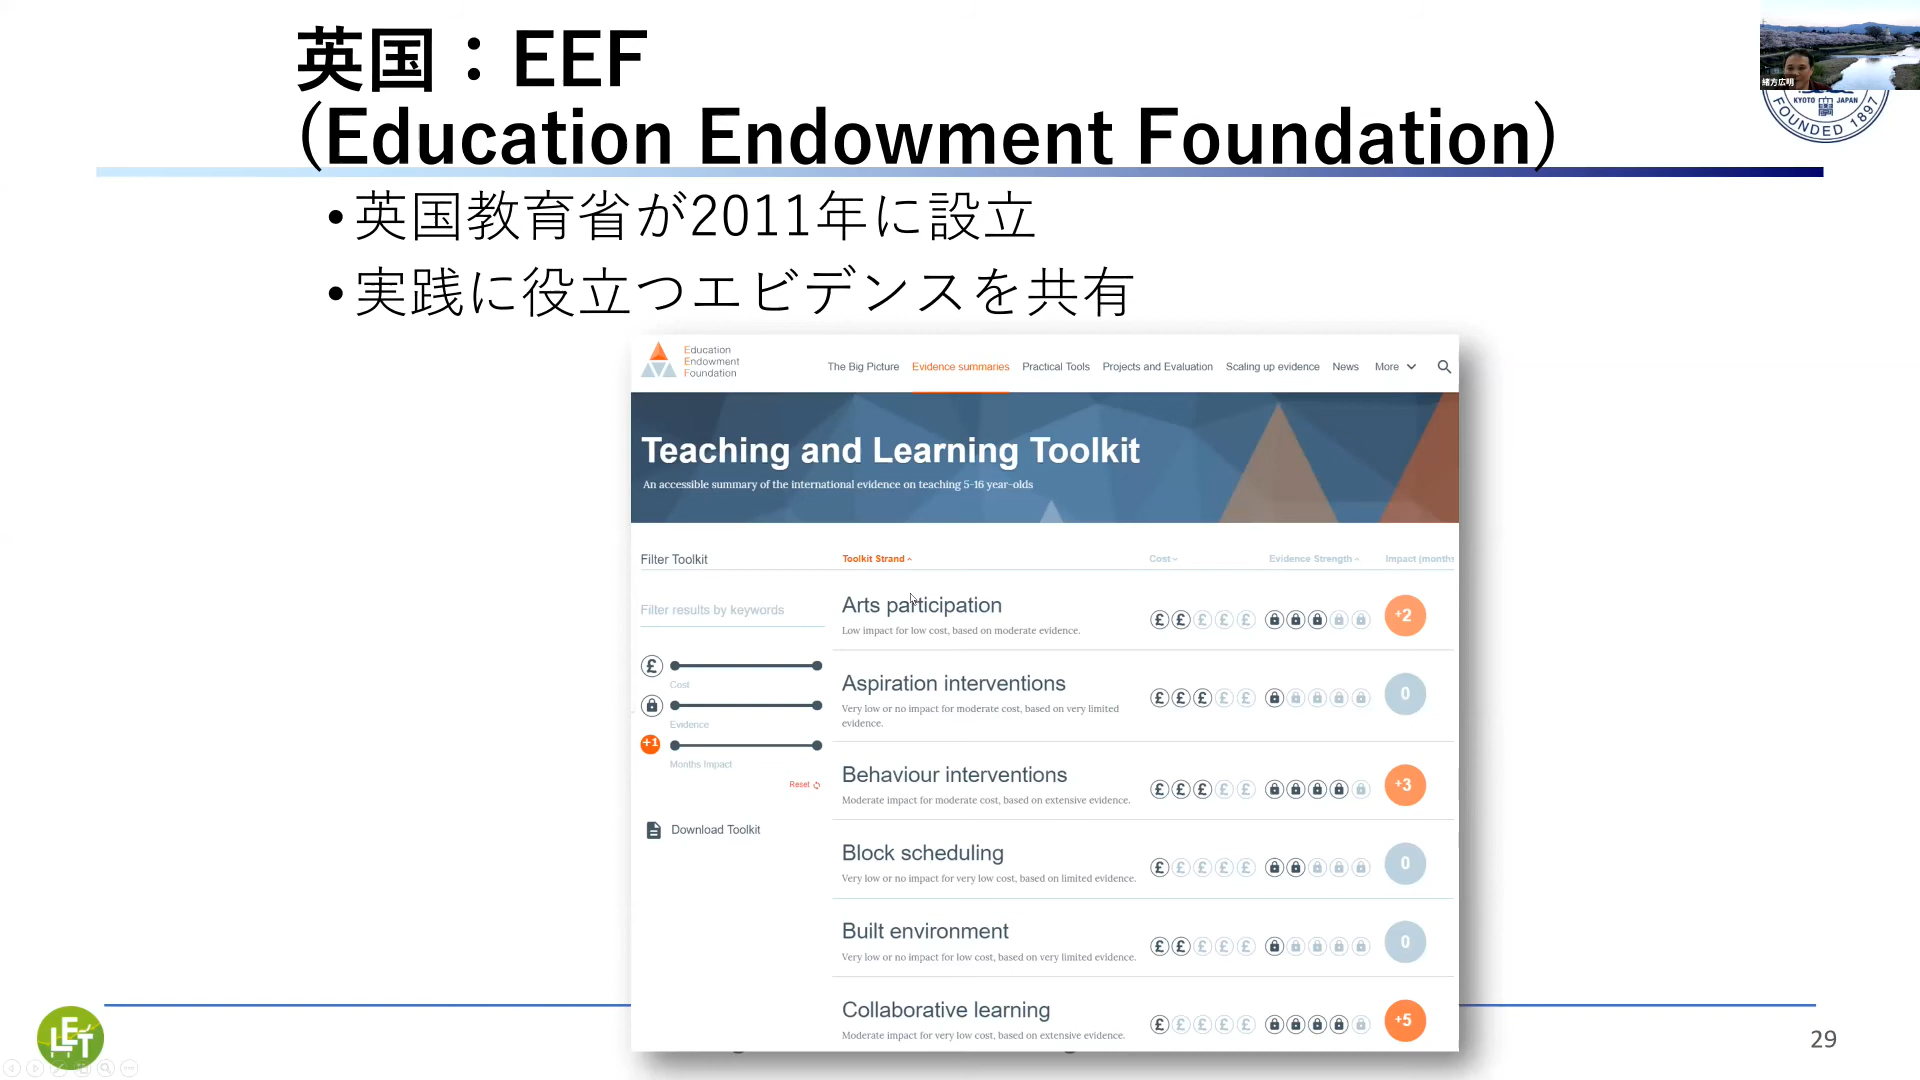 英国：EEF
(Education Endowment Foundation)
緒方広明
KYOTO JAPAN
FOUNDED 1897
•英国教育省が2011年に設立
•実践に役立つエビデンスを共有
Education
Endowment
Foundation
The Big Picture Evidence summaries Practical Tools Projects and Evaluation Scaling up evidence News More
Teaching and Learning Toolkit
An accessible summary of the international evidence on teaching 5-16 year-olds
Filter Toolkit
Toolkit Strand Cost Evidence Strength Impact (months
Filter results by keywords
£
Cost
Evidence
+1
Months Impact
Reset
Download Toolkit
Arts participation
Low impact for low cost, based on moderate evidence.
£ £ £ £ £ +2
Aspiration interventions
Very low or no impact for moderate cost, based on very limited
evidence.
£ £ £ £ £ 0
Behaviour interventions
Moderate impact for moderate cost, based on extensive evidence.
£ £ £ £ £ +3
Block scheduling
Very low or no impact for very low cost, based on limited evidence.
£ £ £ £ £ 0
Built environment
Very low or no impact for low cost, based on very limited evidence.
£ £ £ £ £ 0
Collaborative learning
Moderate impact for very low cost, based on extensive evidence.
£ £ £ £ £ +5
LET
29